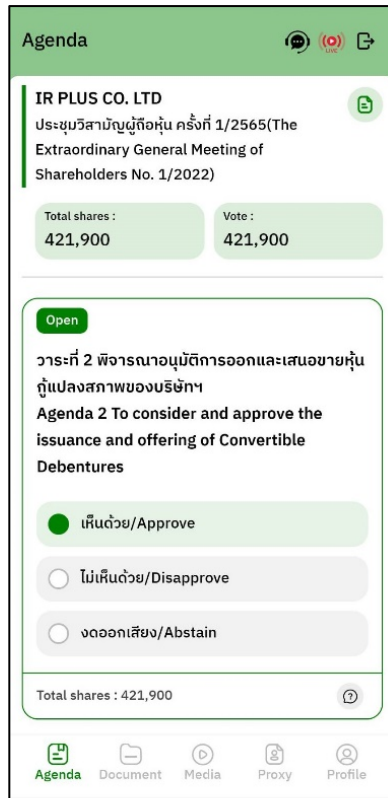 Agenda
LIVE
IR PLUS CO. LTD
ประชุมวิสามัญผู้ถือหุ้น ครั้งที่ 1/2565(The
Extraordinary General Meeting of
Shareholders No. 1/2022)
Total shares :
421,900
Vote :
421,900
Open
วาระที่ 2 พิจารณาอนุมัติการออกและเสนอขายหุ้น
กู้แปลงสภาพของบริษัทฯ
Agenda 2 To consider and approve the
issuance and offering of Convertible
Debentures
เห็นด้วย/Approve
ไม่เห็นด้วย/Disapprove
งดออกเสียง/Abstain
Total shares : 421,900
Agenda
Document
Media
Proxy
Profile